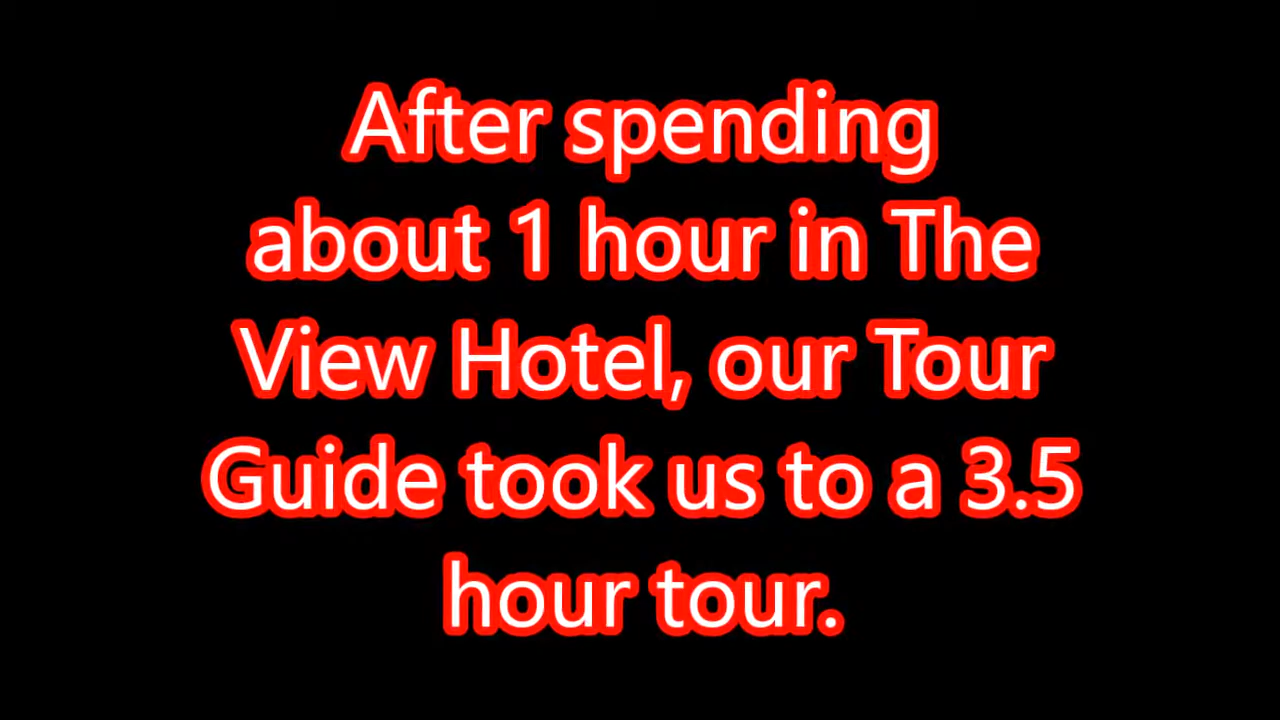 After spending
about 1 hour in The
View Hotel, our Tour
Guide took us to a 3.5
hour tour.